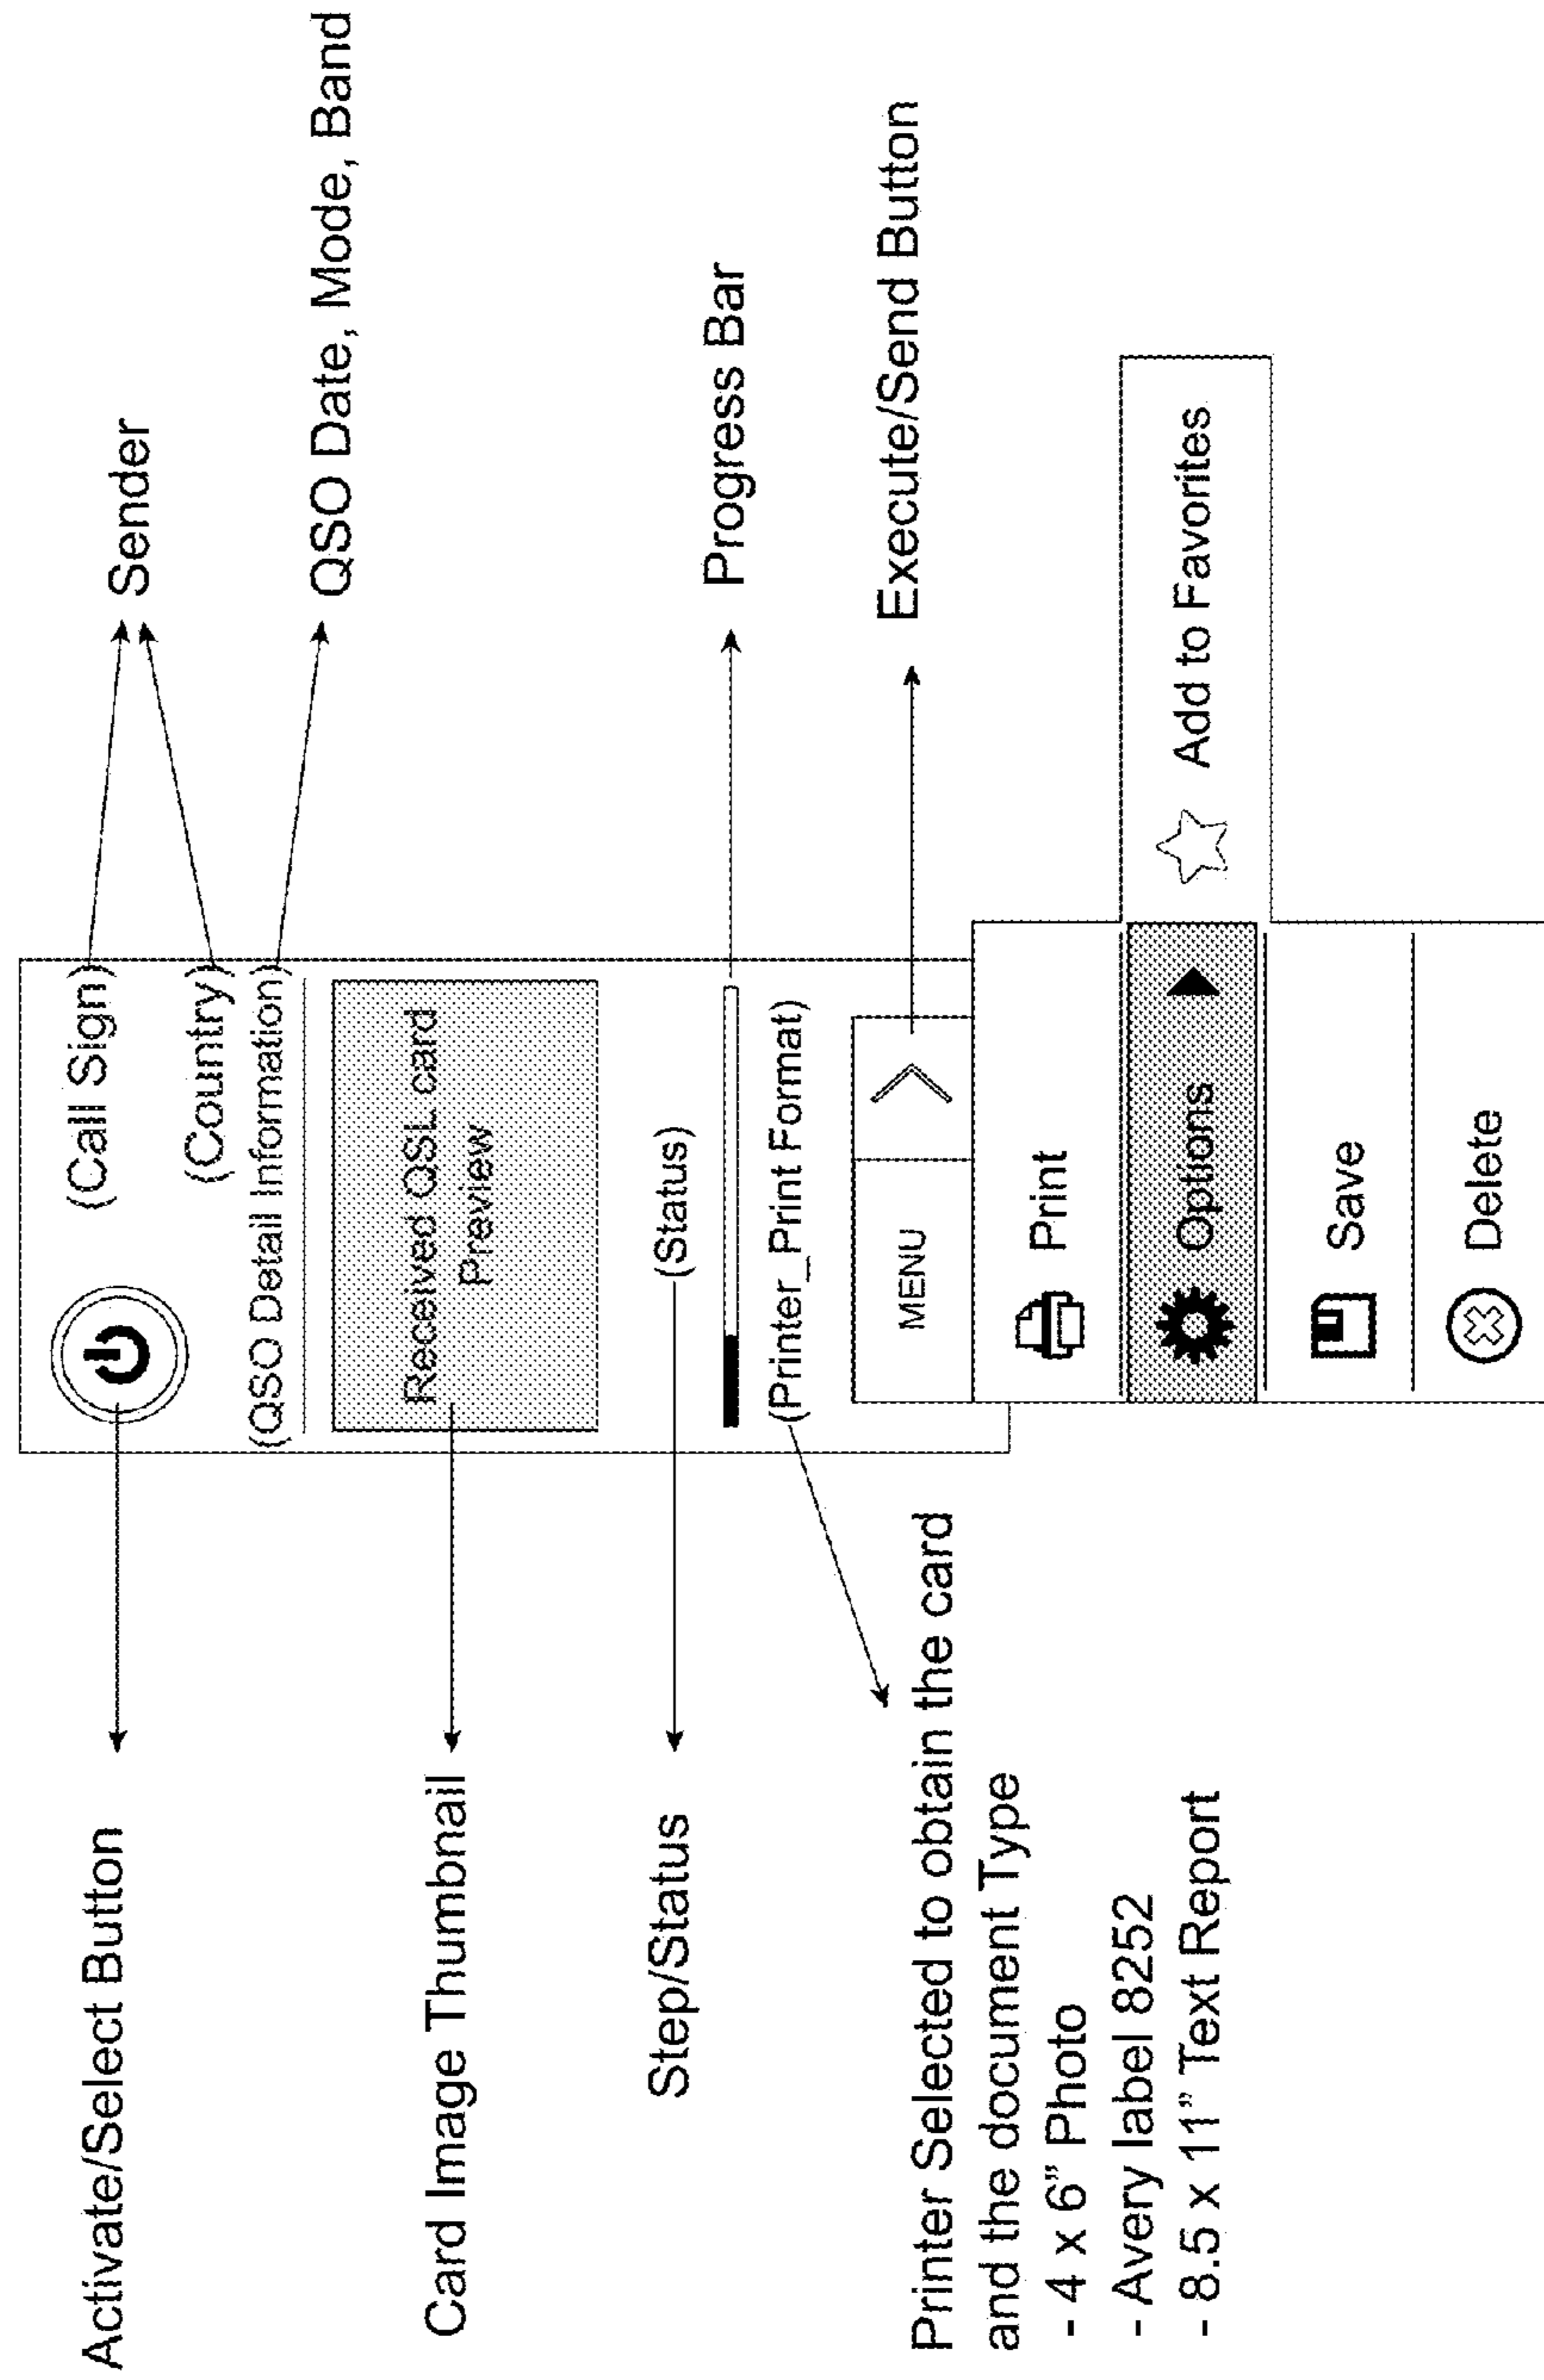 Activate/Select Button
(Call Sign)
Sender
(Country)
(QSO Detail Information)
QSO Date, Mode, Band
Card Image Thumbnail
Received QSL card
Preview
Step/Status
(Status)
Progress Bar
(Printer_Print Format)
Printer Selected to obtain the card
and the document Type
- 4 x 6” Photo
- Avery label 8252
- 8.5 x 11” Text Report
MENU
Execute/Send Button
Print
Options
Add to Favorites
Save
Delete